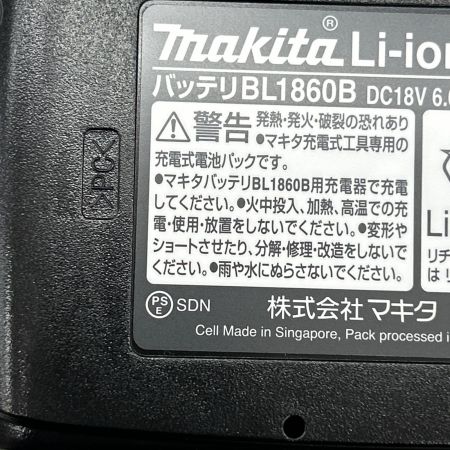 makita® Li-ion
バッテリBL1860B DC18V 6.0
警告 発熱・発火・破裂の恐れあり
●マキタ充電式工具専用の
充電式電池パックです。
●マキタバッテリBL1860B用充電器で充電
してください。●火中投入、加熱、高温での充
電・使用・放置をしないでください。●変形や
ショートさせたり、分解・修理・改造をしないで
ください。●雨や水にぬらさないでください。
Li
リチ
は!
PS E SDN 株式会社 マキタ
Cell Made in Singapore, Pack processed i
>PC<